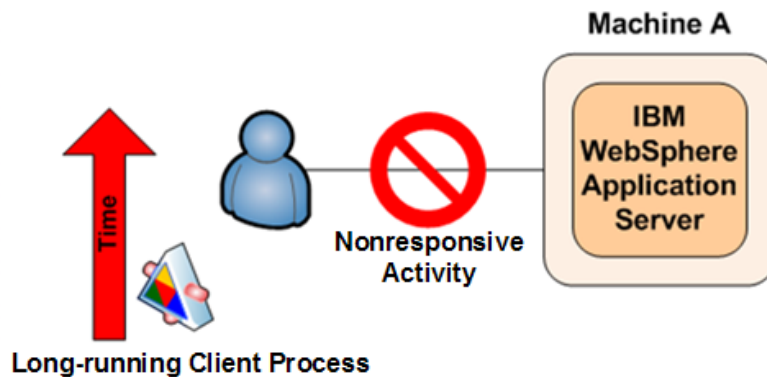 Machine A
IBM
WebSphere
Application
Server
Time
Nonresponsive
Activity
Long-running Client Process